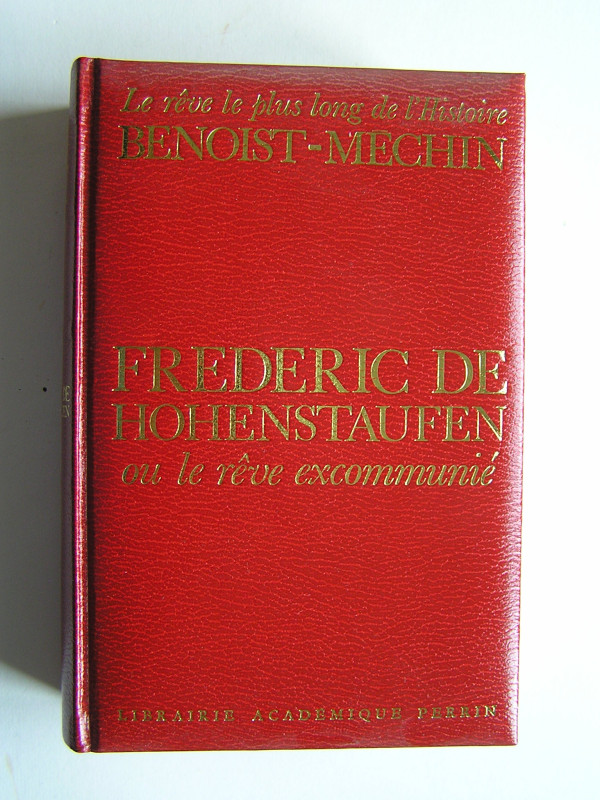 Le rêve le plus long de l'Histoire
BENOIST-MÉCHIN
FREDERIC DE
HOHENSTAUFEN
ou le rêve excommunié
LIBRAIRIE ACADÉMIQUE PERRIN